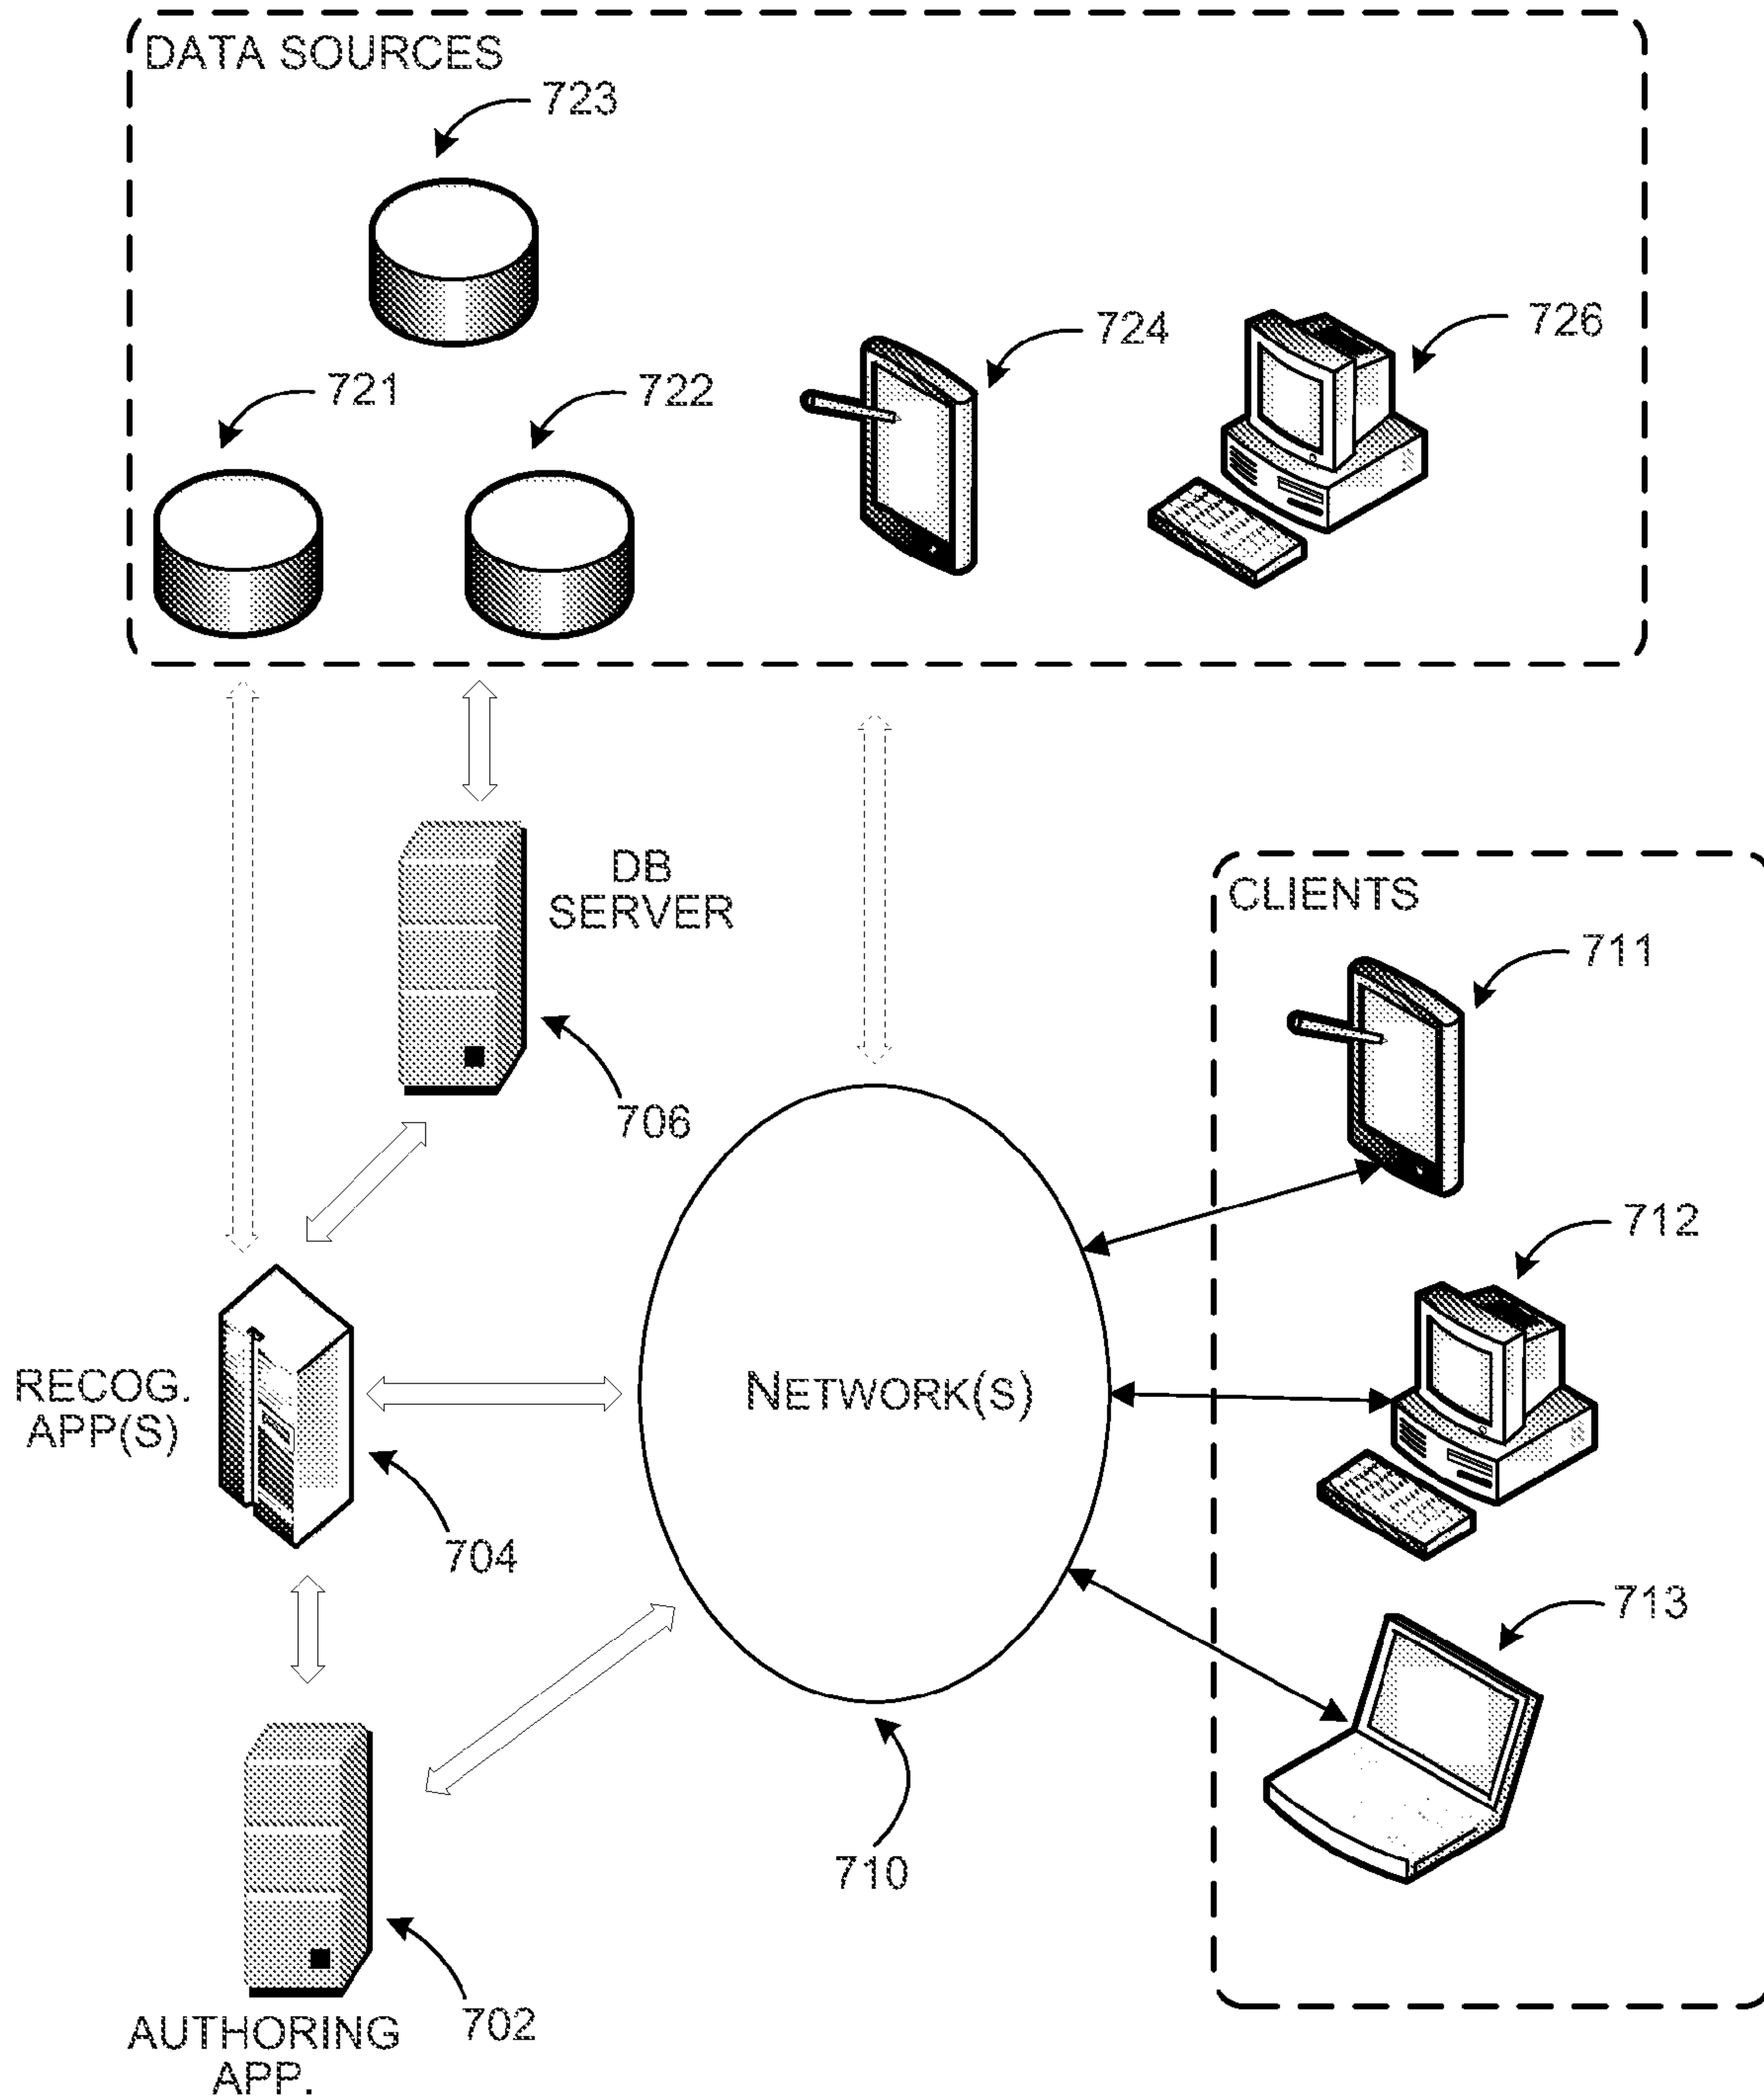 DATA SOURCES
723
724
726
721
722
DB
SERVER
706
CLIENTS
711
712
RECOG.
APP(S)
704
NETWORK(S)
713
710
702
AUTHORING
APP.